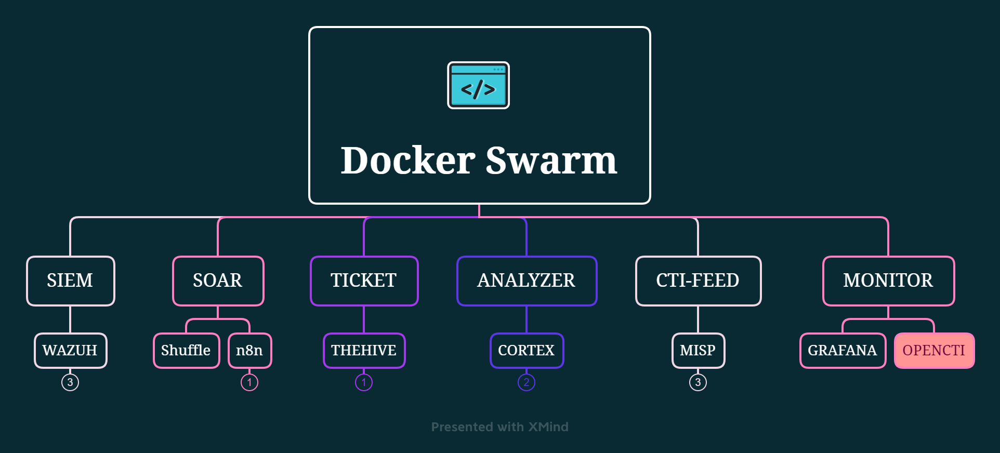 </>
Docker Swarm
SIEM
SOAR
TICKET
ANALYZER
CTI-FEED
MONITOR
WAZUH
Shuffle
n8n
THEHIVE
CORTEX
MISP
GRAFANA
OPENCTI
3
1
1
2
3
Presented with XMind